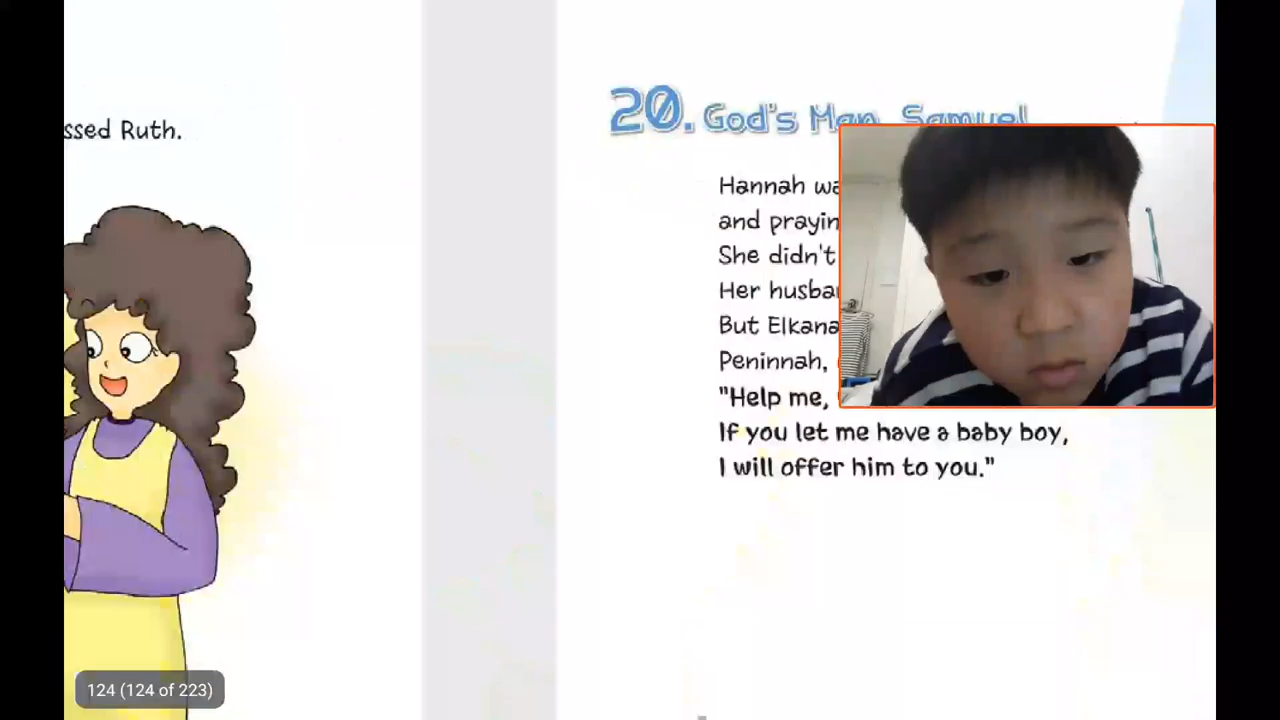 ssed Ruth.
20. God's Man, Samuel
Hannah wa
and prayin
She didn't
Her husba
But Elkana
Peninnah,
"Help me,
If you let me have a baby boy,
I will offer him to you."
124 (124 of 223)